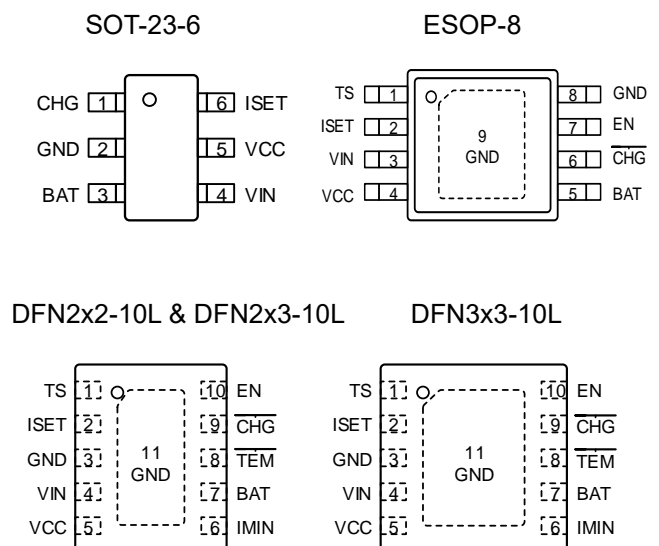 SOT-23-6
CHG 1 6 ISET
GND 2 5 VCC
BAT 3 4 VIN
ESOP-8
TS 1 8 GND
ISET 2 7 EN
VIN 3 6 CHG
VCC 4 5 BAT
9
GND
DFN2x2-10L & DFN2x3-10L
TS 1 10 EN
ISET 2 9 CHG
GND 3 8 TEM
VIN 4 7 BAT
VCC 5 6 IMIN
11
GND
DFN3x3-10L
TS 1 10 EN
ISET 2 9 CHG
GND 3 8 TEM
VIN 4 7 BAT
VCC 5 6 IMIN
11
GND